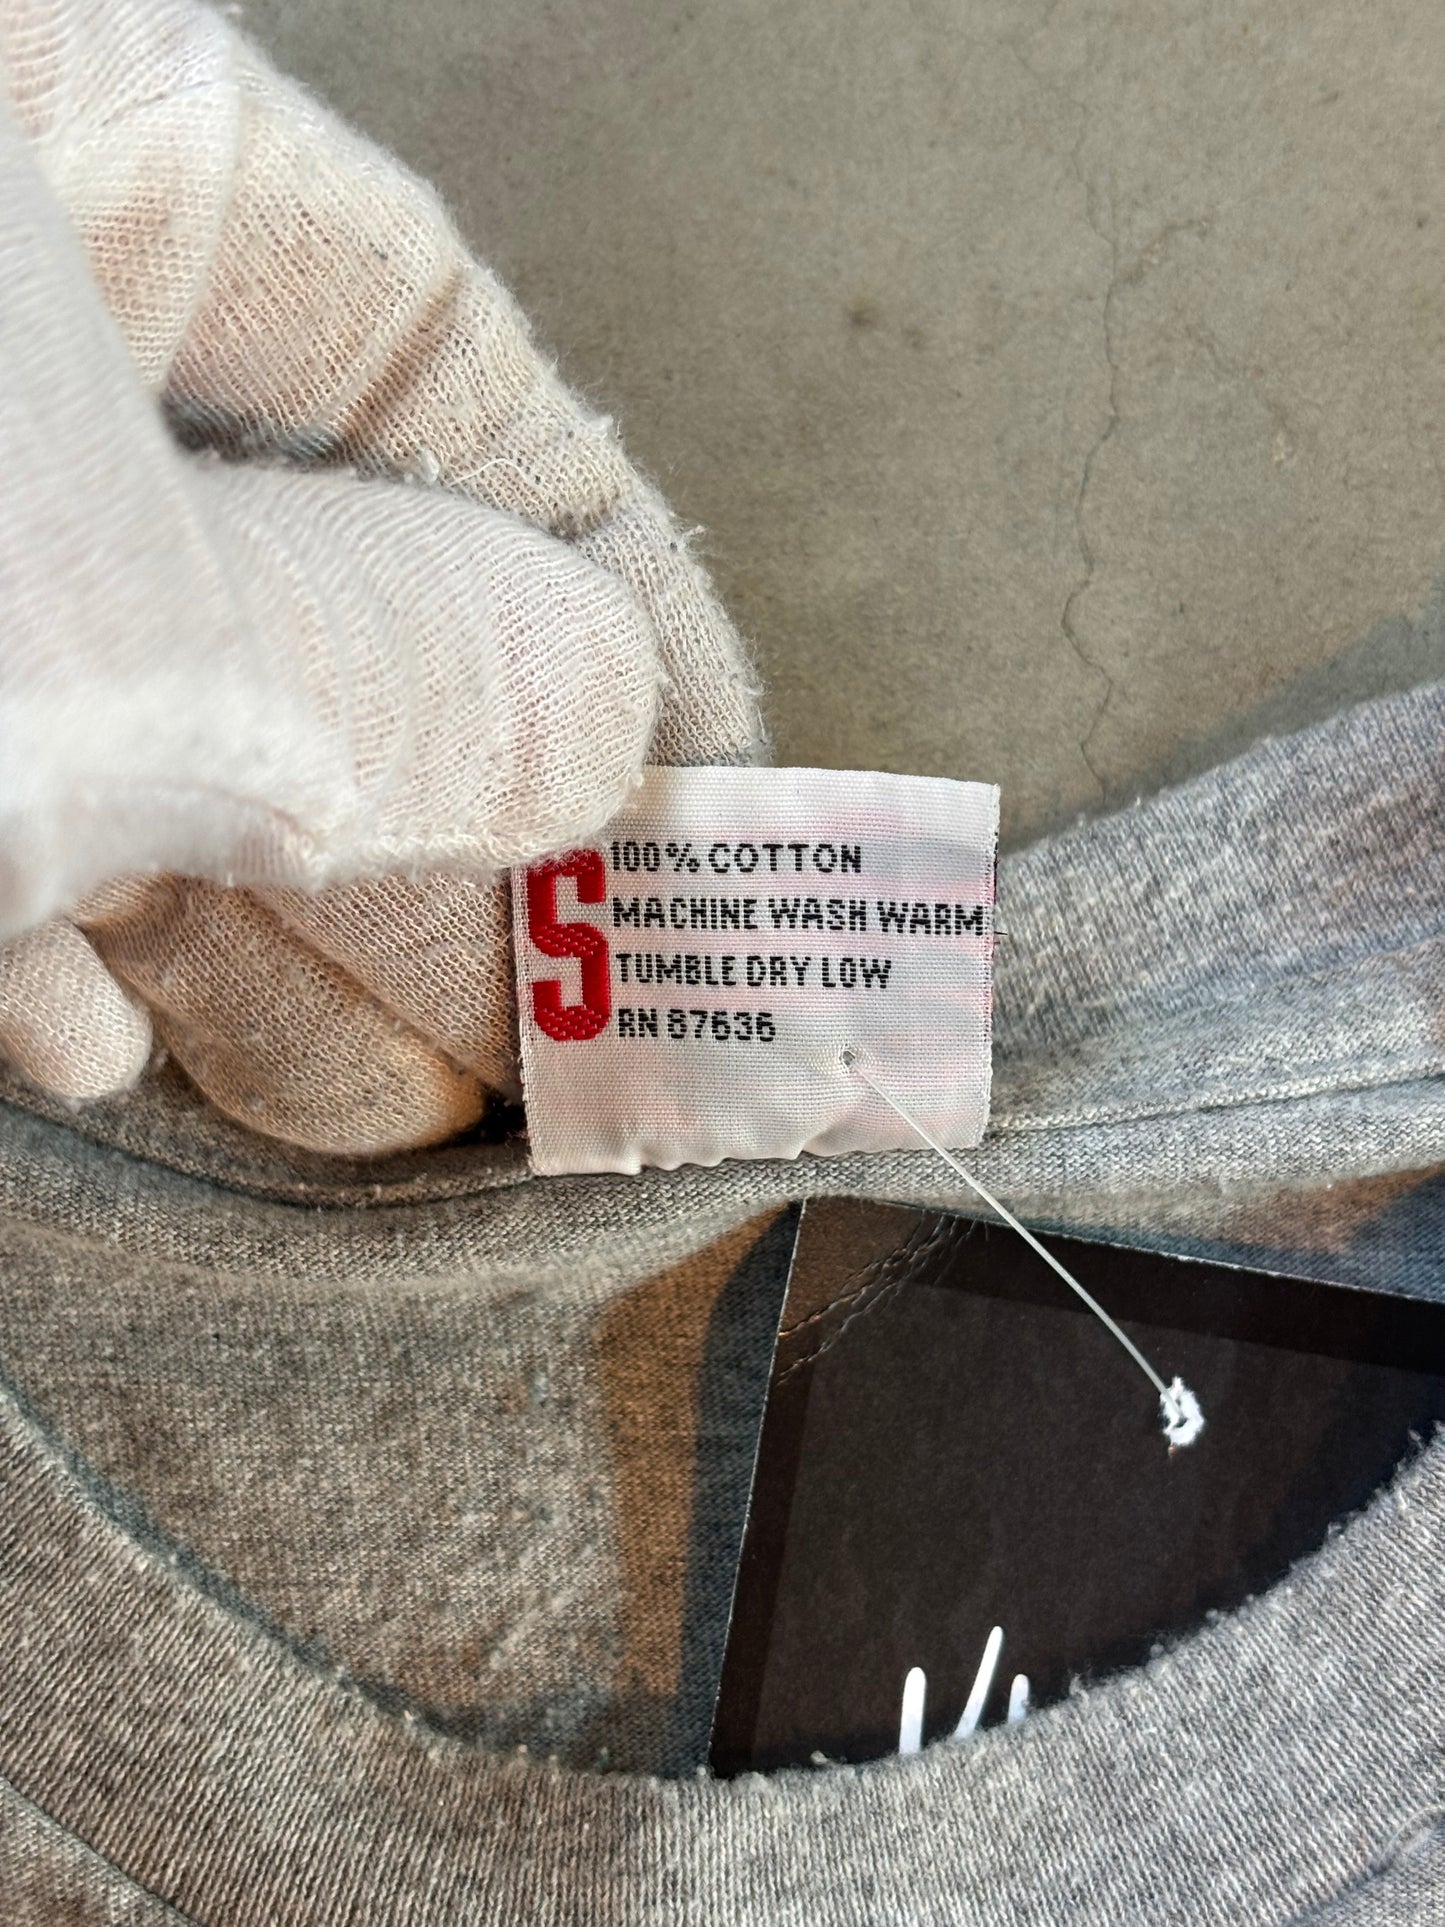 S
100% COTTON
MACHINE WASH WARM
TUMBLE DRY LOW
RN 87636